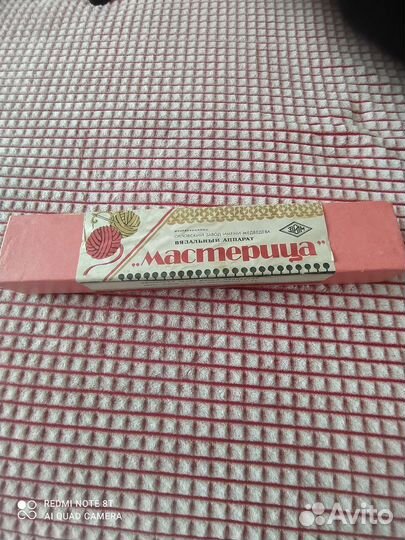 ОРЛОВСКИЙ ЗАВОД ИМЕНИ МЕДВЕДЕВА
ВЯЗАЛЬНЫЙ АППАРАТ
„Мастерица"
REDMI NOTE 8T
AI QUAD CAMERA
Avito